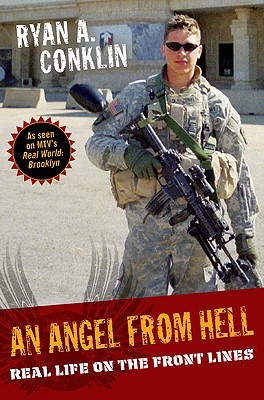 RYAN A.
CONKLIN
As seen
on MTV's
Real World:
Brooklyn
AN ANGEL FROM HELL
REAL LIFE ON THE FRONT LINES